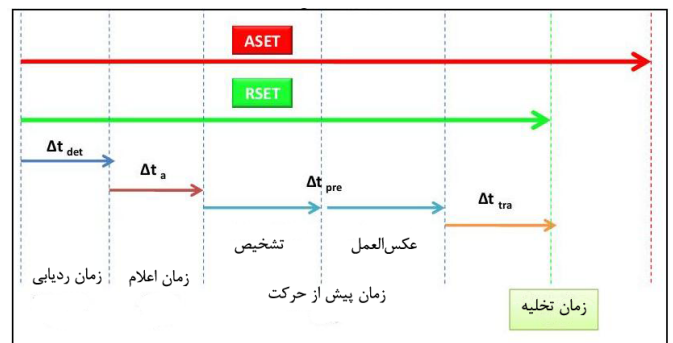 ASET
RSET
Δt det
Δt a
Δt pre
Δt tra
تشخیص
عکس‌العمل
زمان ردیابی
زمان اعلام
زمان پیش از حرکت
زمان تخلیه